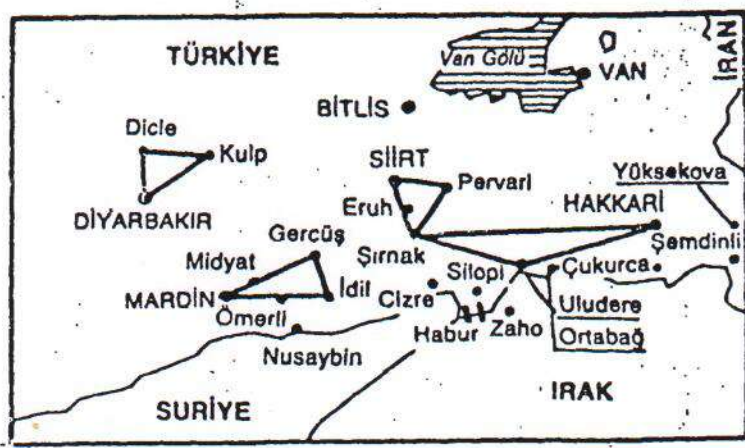 TÜRKİYE
Van Gölü
VAN
İRAN
BİTLİS
Dicle
Kulp
SİİRT
Pervari
Yüksekova
DİYARBAKIR
Eruh
HAKKARİ
Gercüş
Şırnak
Şemdinli
Midyat
Silopi
Çukurca
MARDİN
İdil
Cizre
Uludere
Ömerli
Habur
Zaho
Ortabağ
Nusaybin
SURİYE
IRAK